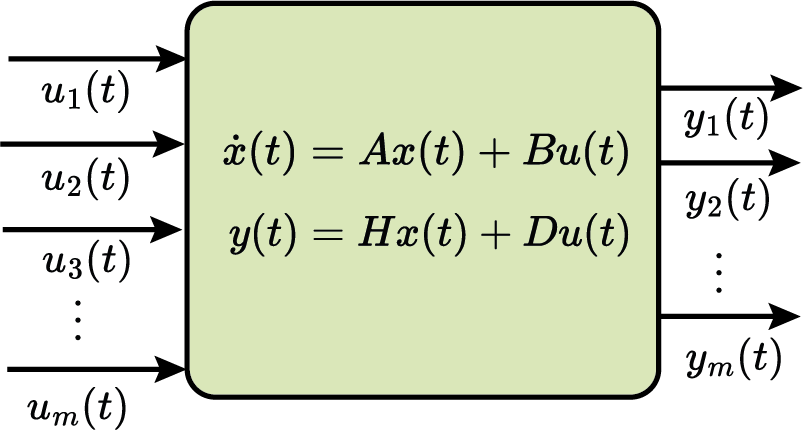 u₁(t)
u₂(t)
u₃(t)
⋮
uₘ(t)
ẋ(t) = Ax(t) + Bu(t)
y(t) = Hx(t) + Du(t)
y₁(t)
y₂(t)
⋮
yₘ(t)